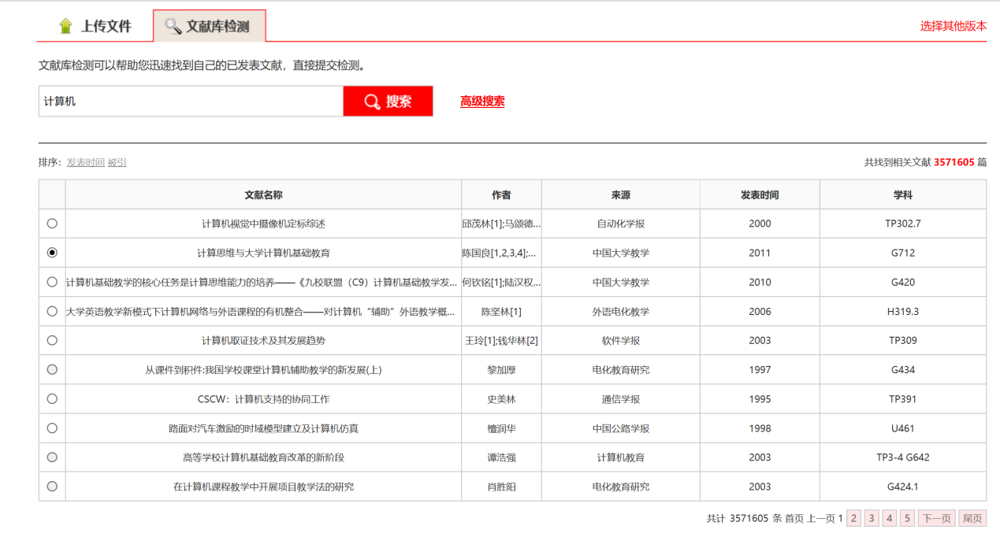 上传文件 文献库检测 选择其他版本
文献库检测可以帮助您迅速找到自己的已发表文献，直接提交检测。
计算机 搜索 高级搜索
排序：发表时间 被引 共找到相关文献 3571605 篇
文献名称 作者 来源 发表时间 学科
计算机视觉中摄像机定标综述 邱茂林[1];马颂德... 自动化学报 2000 TP302.7
计算思维与大学计算机基础教育 陈国良[1,2,3,4];... 中国大学教学 2011 G712
计算机基础教学的核心任务是计算思维能力的培养——《九校联盟（C9）计算机基础教学发... 何钦铭[1];陆汉权... 中国大学教学 2010 G420
大学英语教学新模式下计算机网络与外语课程的有机整合——对计算机“辅助”外语教学概... 陈坚林[1] 外语电化教学 2006 H319.3
计算机取证技术及其发展趋势 王玲[1];钱华林[2] 软件学报 2003 TP309
从课件到积件:我国学校课堂计算机辅助教学的新发展(上) 黎加厚 电化教育研究 1997 G434
CSCW：计算机支持的协同工作 史美林 通信学报 1995 TP391
路面对汽车激励的时域模型建立及计算机仿真 檀润华 中国公路学报 1998 U461
高等学校计算机基础教育改革的新阶段 谭浩强 计算机教育 2003 TP3-4 G642
在计算机课程教学中开展项目教学法的研究 肖胜阳 电化教育研究 2003 G424.1
共计 3571605 条 首页 上一页 1 2 3 4 5 下一页 尾页